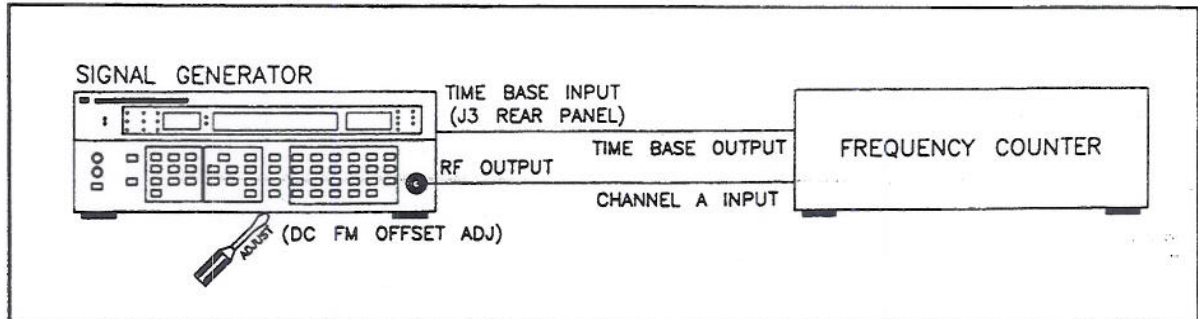 SIGNAL GENERATOR
TIME BASE INPUT
(J3 REAR PANEL)
TIME BASE OUTPUT
RF OUTPUT
CHANNEL A INPUT
FREQUENCY COUNTER
ADJUST
(DC FM OFFSET ADJ)